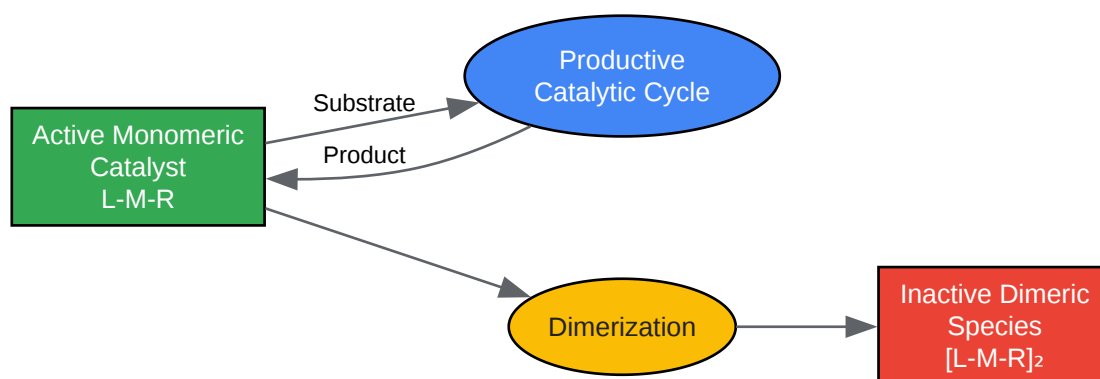 Productive
Catalytic Cycle
Substrate
Active Monomeric
Catalyst
L-M-R
Product
Dimerization
Inactive Dimeric
Species
[L-M-R]₂